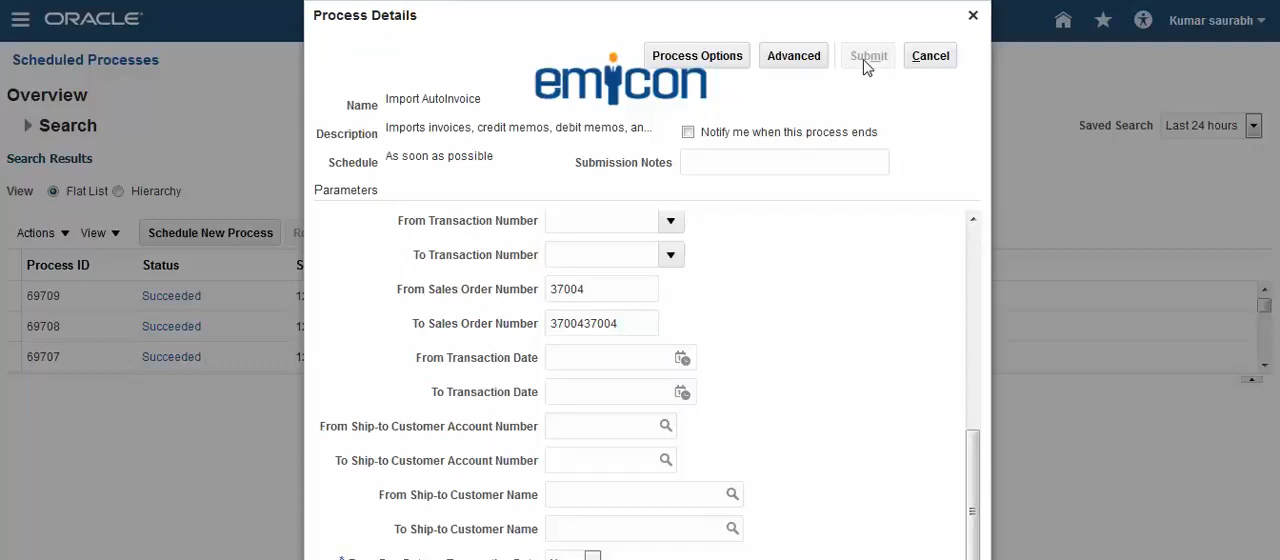 ORACLE
Kumar saurabh
Scheduled Processes
Overview
Search
Saved Search Last 24 hours
Search Results
View Flat List Hierarchy
Actions View Schedule New Process
Process ID Status
69709 Succeeded
69708 Succeeded
69707 Succeeded
Process Details
Process Options Advanced Submit Cancel
emicon
Name Import AutoInvoice
Description Imports invoices, credit memos, debit memos, an... Notify me when this process ends
Schedule As soon as possible Submission Notes
Parameters
From Transaction Number
To Transaction Number
From Sales Order Number 37004
To Sales Order Number 3700437004
From Transaction Date
To Transaction Date
From Ship-to Customer Account Number
To Ship-to Customer Account Number
From Ship-to Customer Name
To Ship-to Customer Name